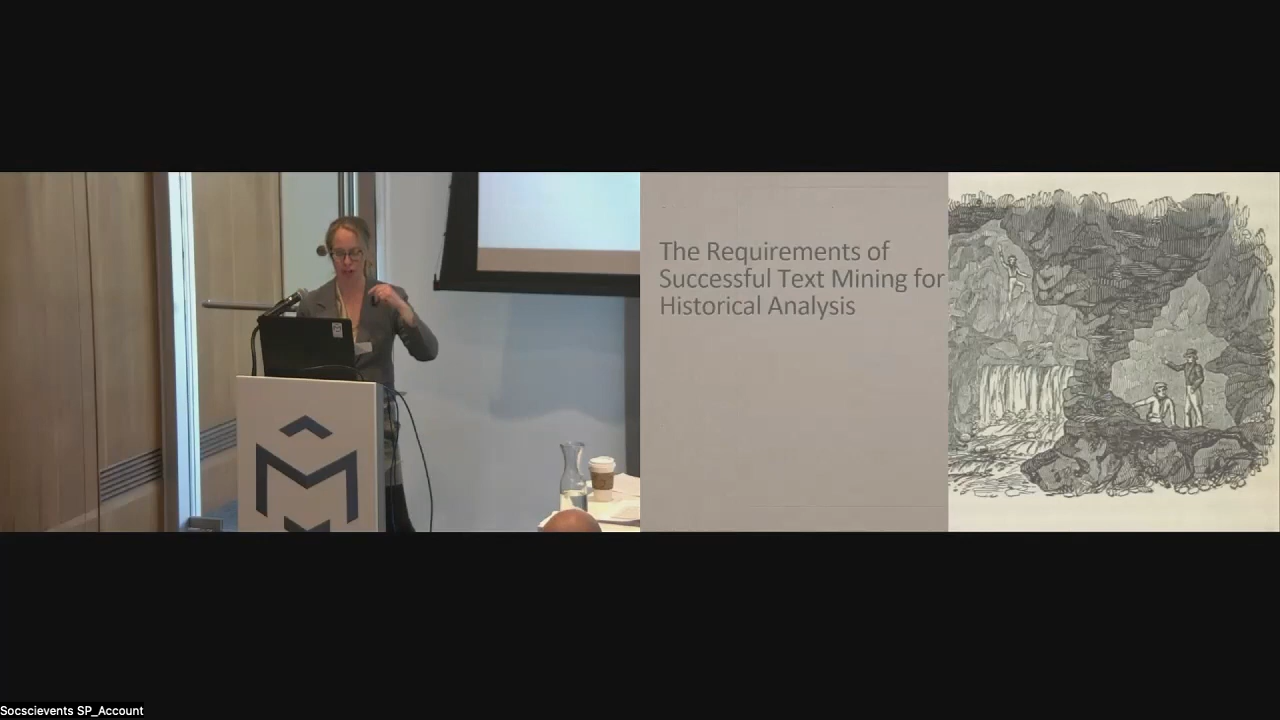 The Requirements of
Successful Text Mining for
Historical Analysis
Socscievents SP_Account